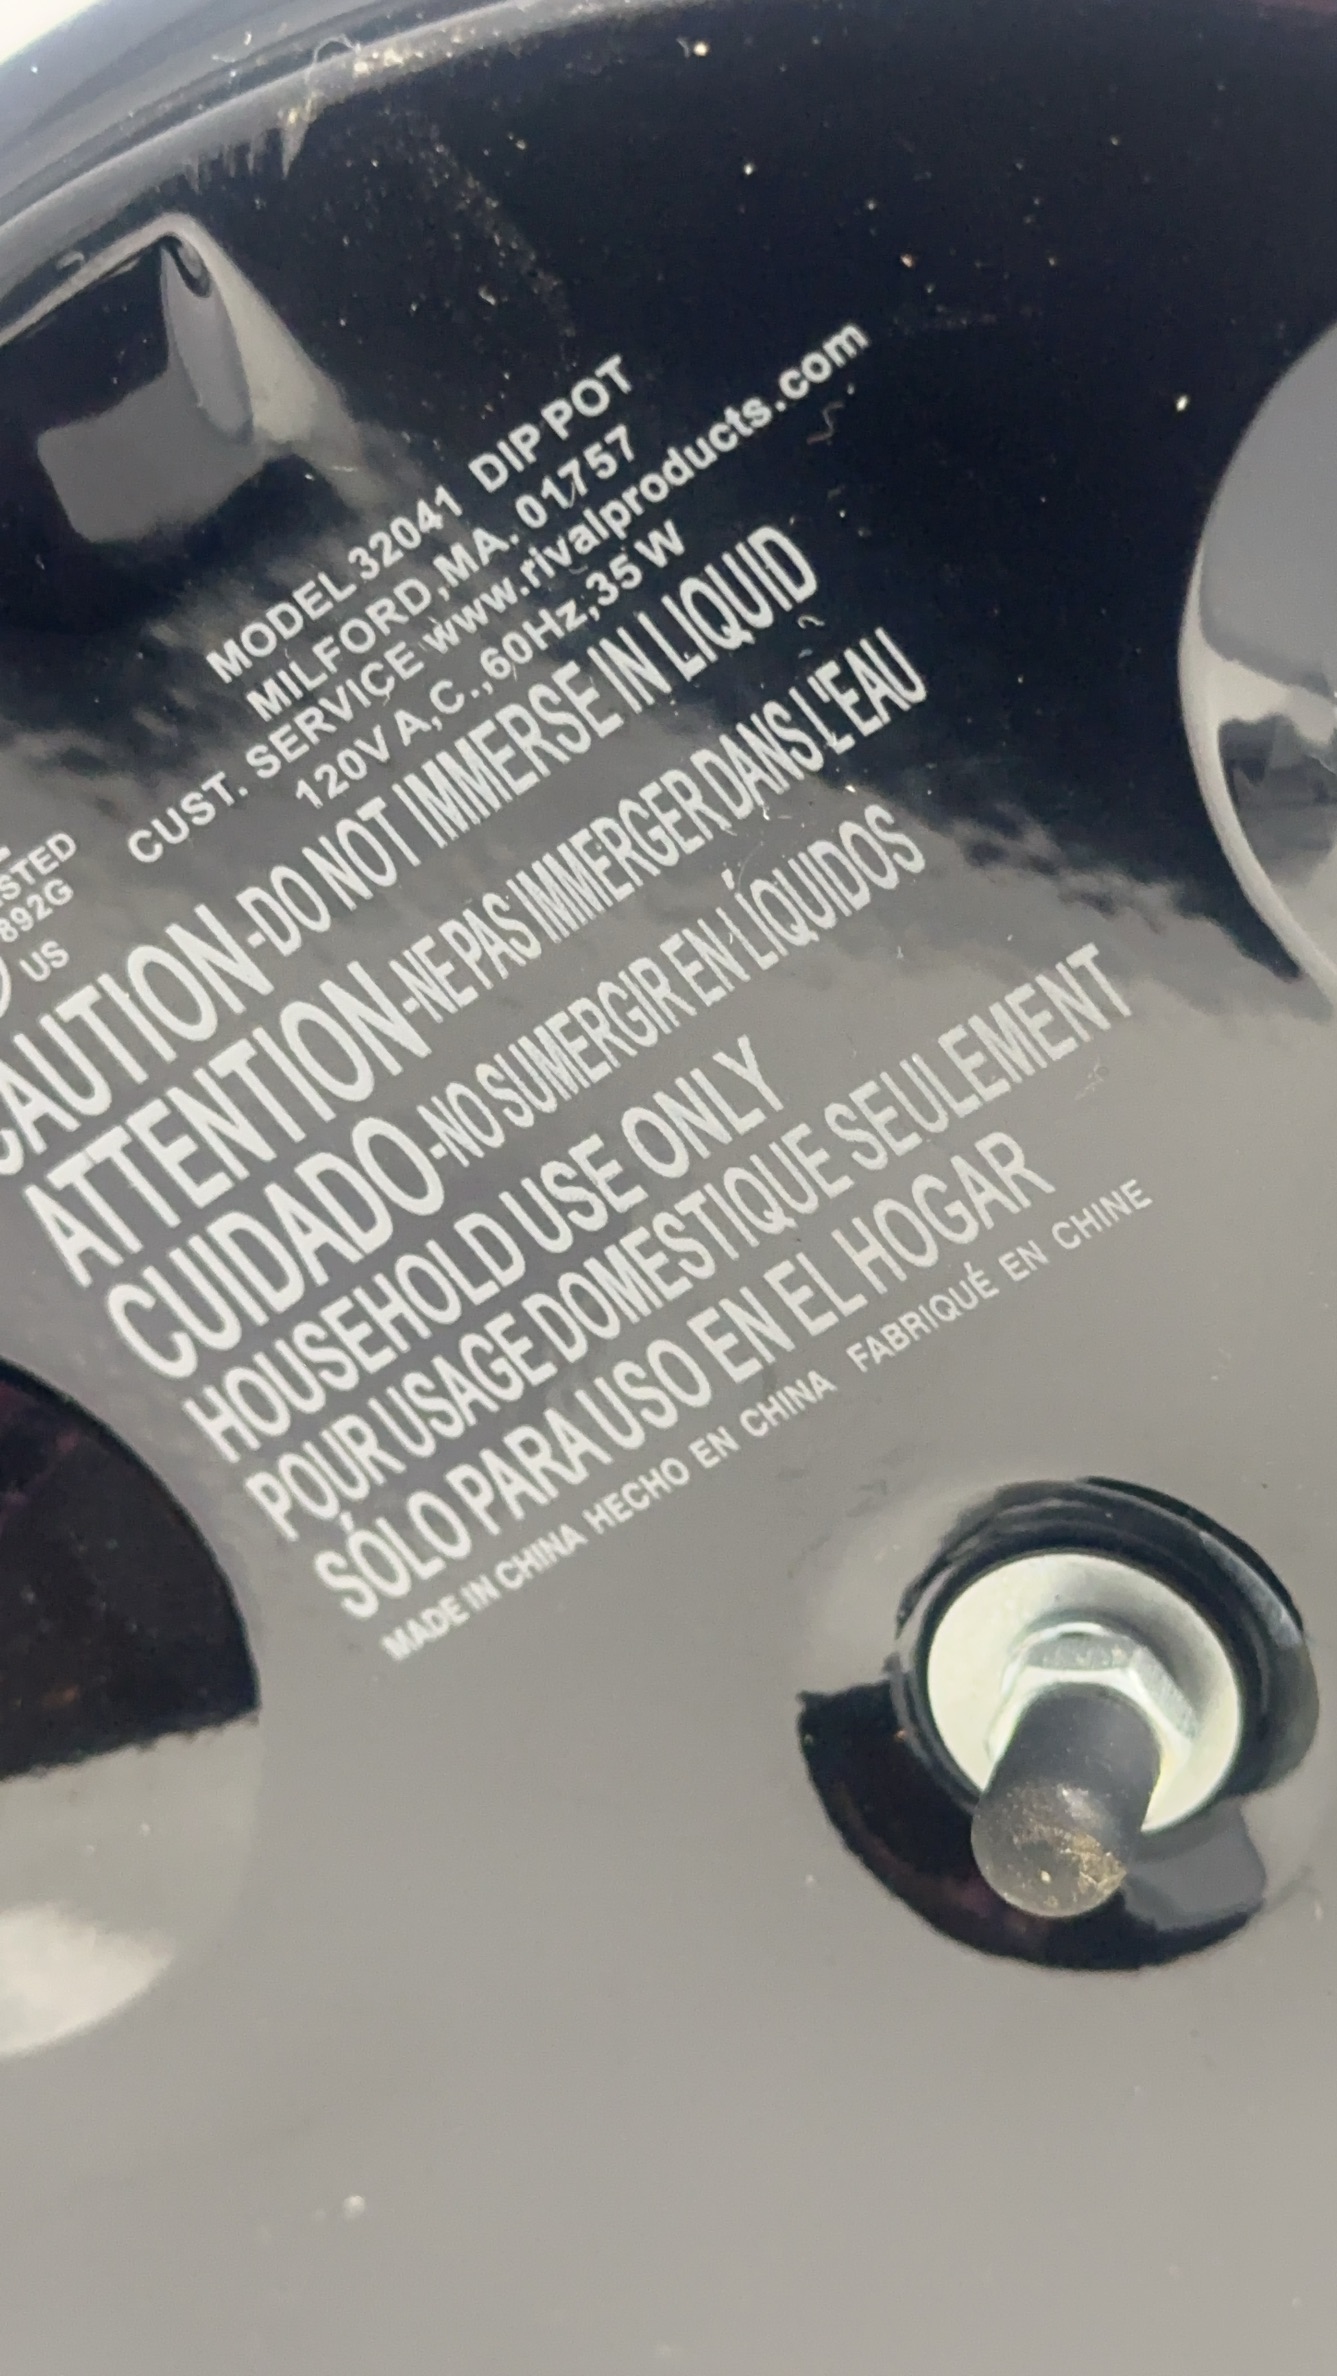 MODEL 32041 DIP POT
MILFORD, MA. 01757
CUST. SERVICE www.rivalproducts.com
120V A,C.,60Hz,35 W
STED
892G
US
CAUTION-DO NOT IMMERSE IN LIQUID
ATTENTION-NE PAS IMMERGER DANS L'EAU
CUIDADO-NO SUMERGIR EN LÍQUIDOS
HOUSEHOLD USE ONLY
POUR USAGE DOMESTIQUE SEULEMENT
SÓLO PARA USO EN EL HOGAR
MADE IN CHINA HECHO EN CHINA FABRIQUÉ EN CHINE